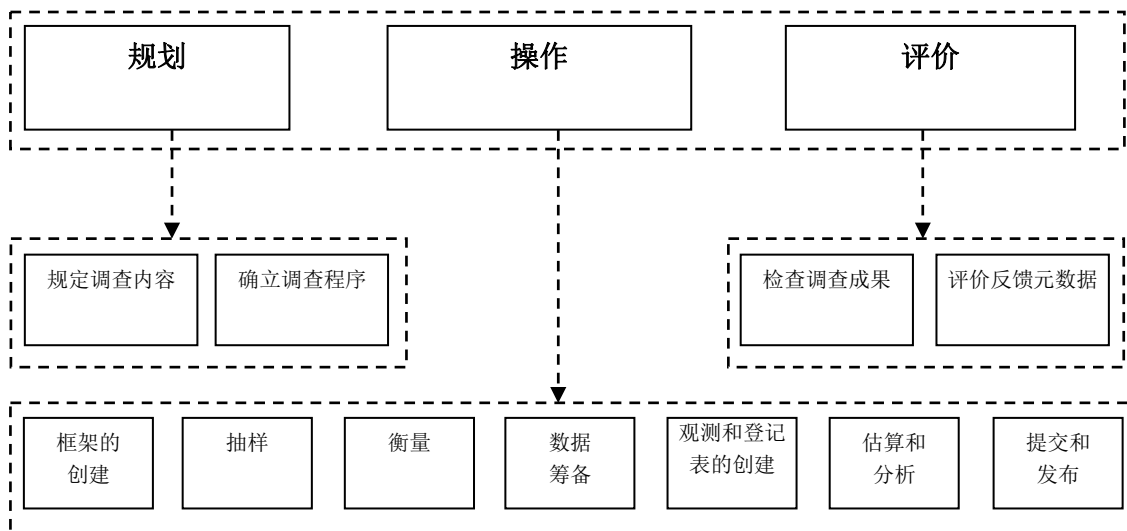 规划
操作
评价
规定调查内容
确立调查程序
检查调查成果
评价反馈元数据
框架的
创建
抽样
衡量
数据
筹备
观测和登记
表的创建
估算和
分析
提交和
发布